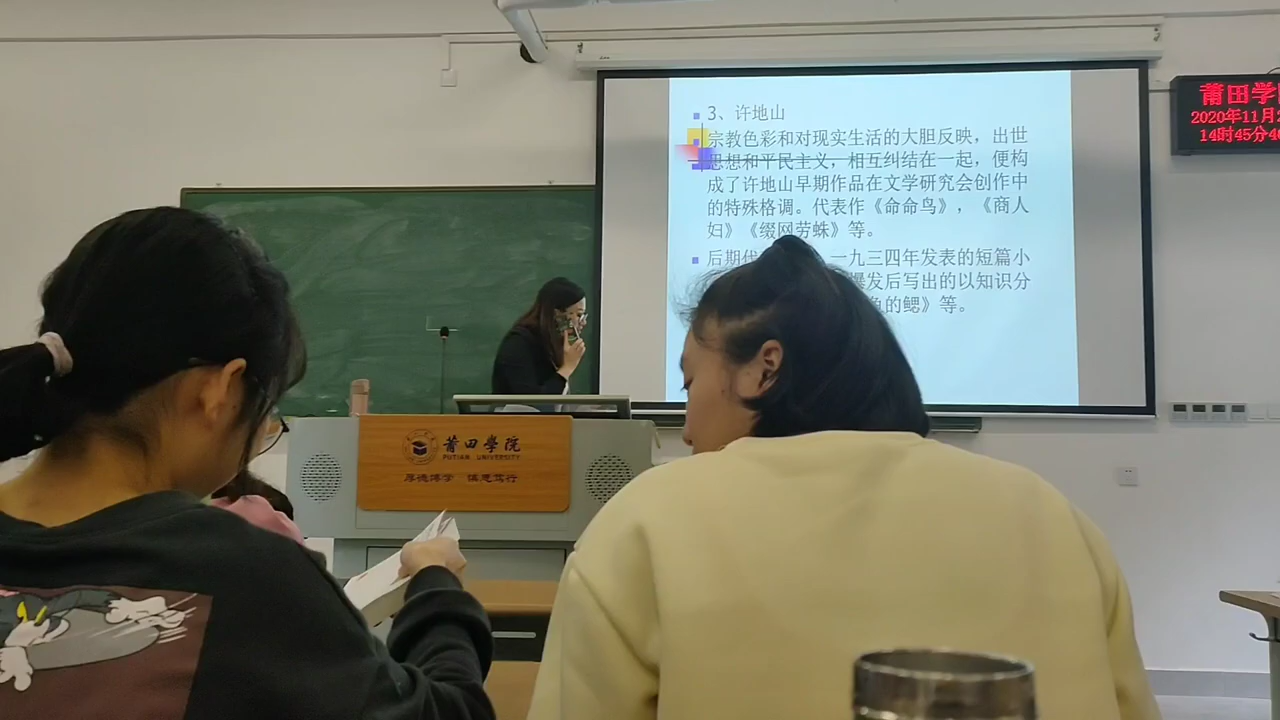 3、许地山
宗教色彩和对现实生活的大胆反映，出世
思想和平民主义，相互纠结在一起，便构
成了许地山早期作品在文学研究会创作中
的特殊格调。代表作《命命鸟》，《商人
妇》《缀网劳蛛》等。
后期代
一九三四年发表的短篇小
爆发后写出的以知识分
鱼的鳃》等。
莆田学
2020年11月2
14时45分4
莆田學院
PUTIAN UNIVERSITY
厚德博学 慎思笃行